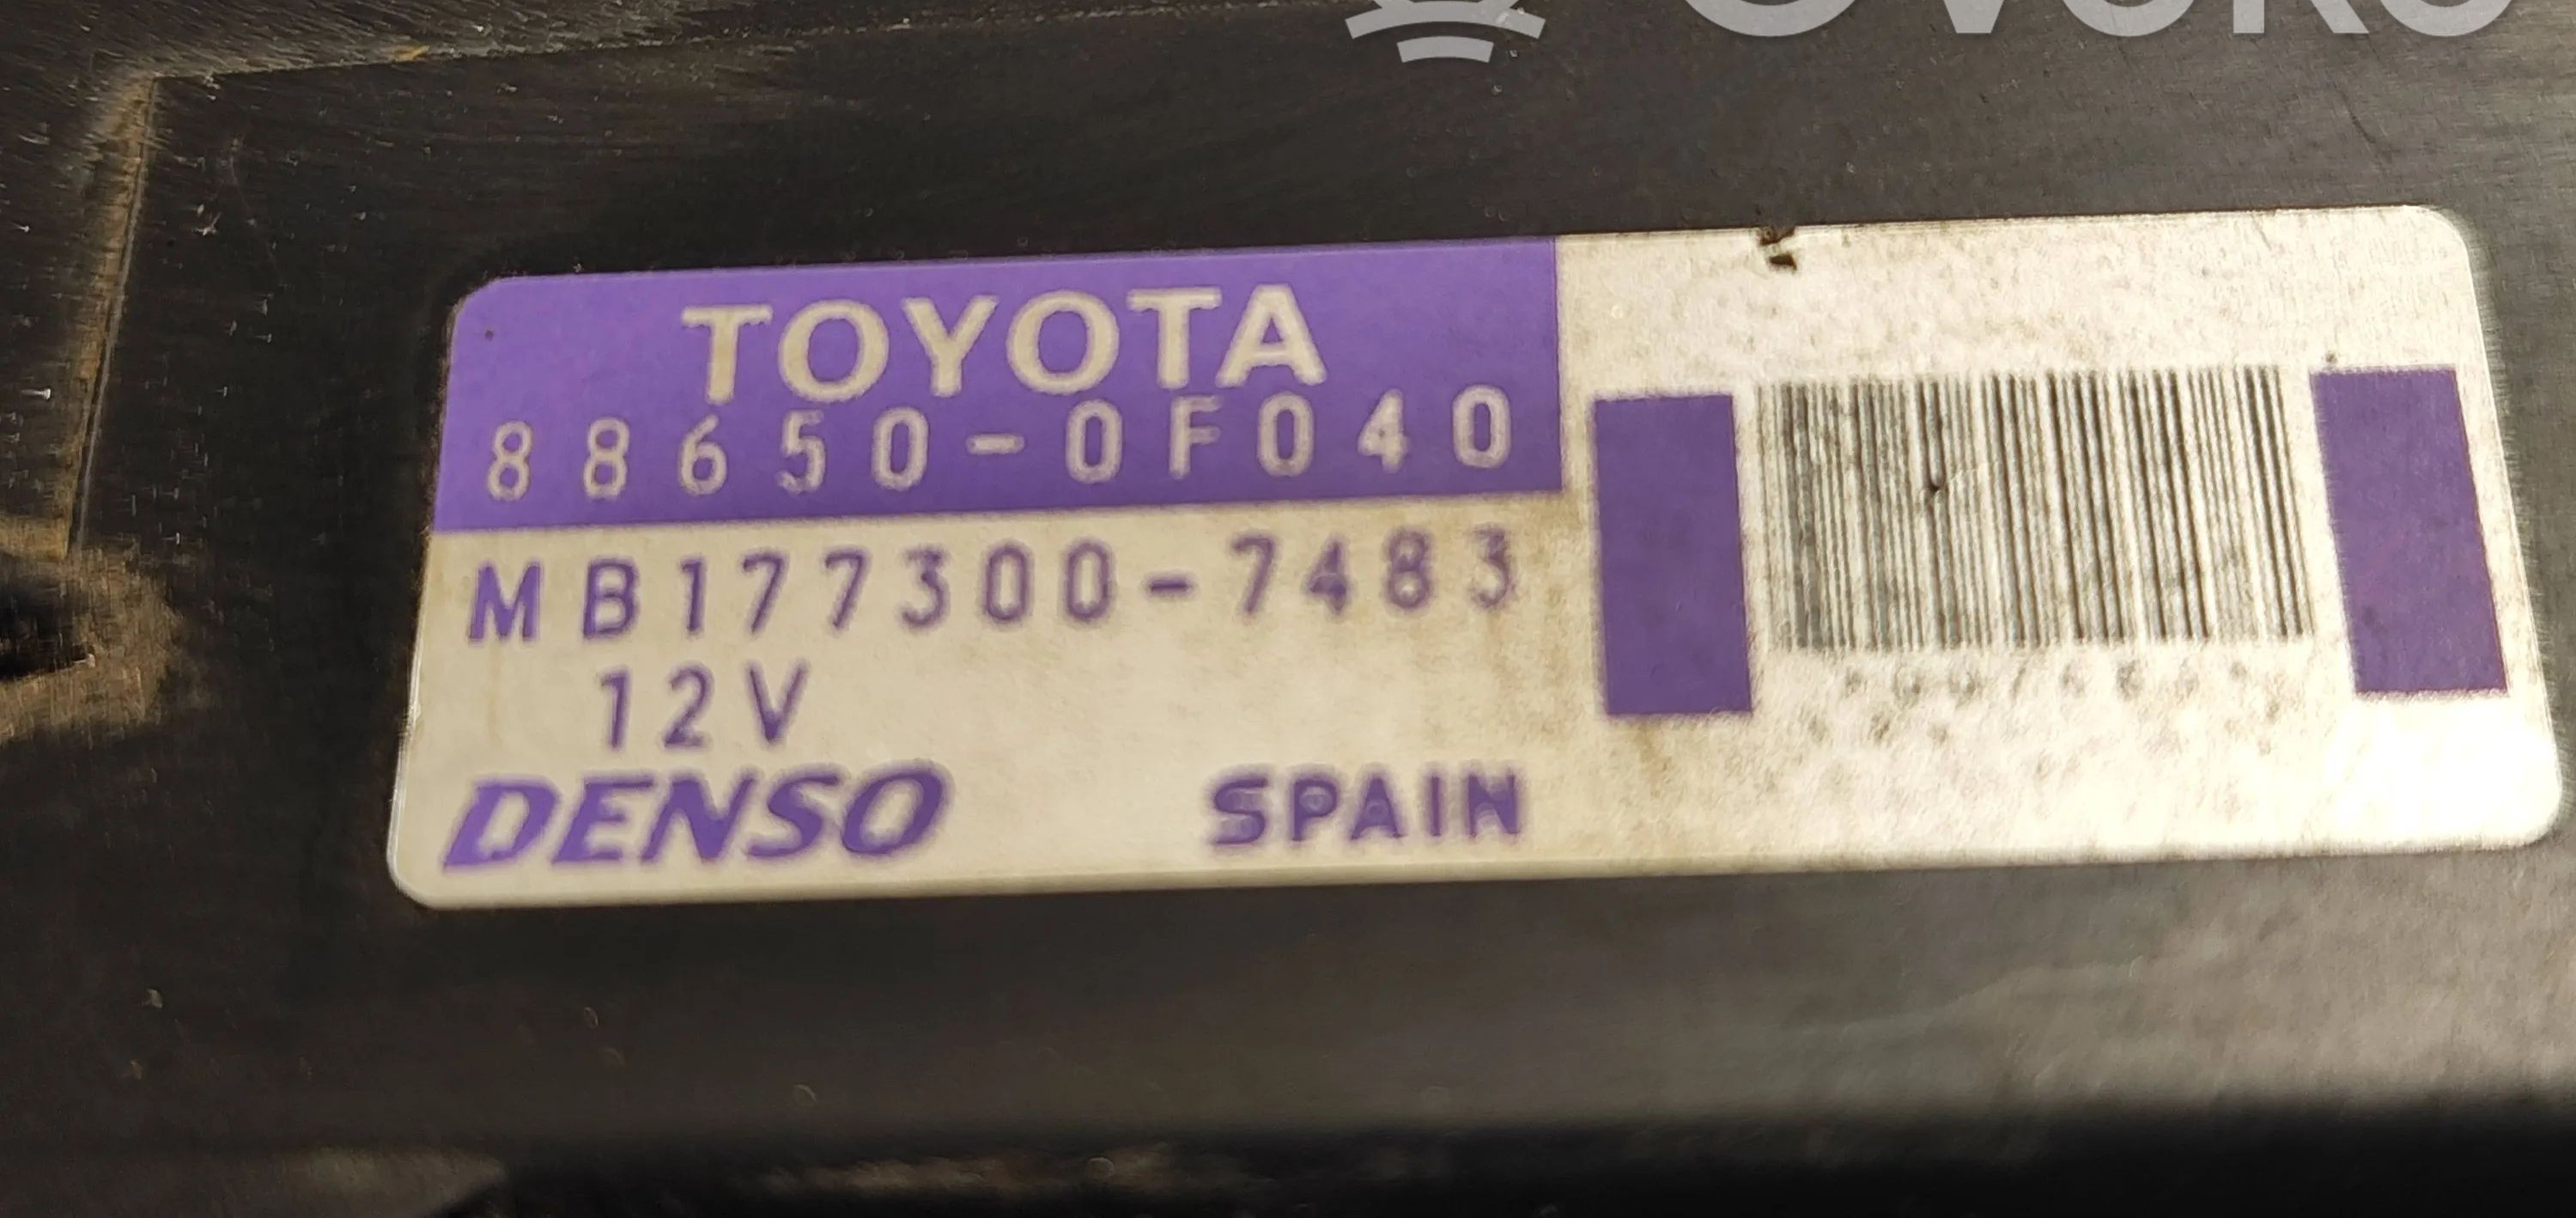 TOYOTA
88650-0F040
MB177300-7483
12V
DENSO SPAIN